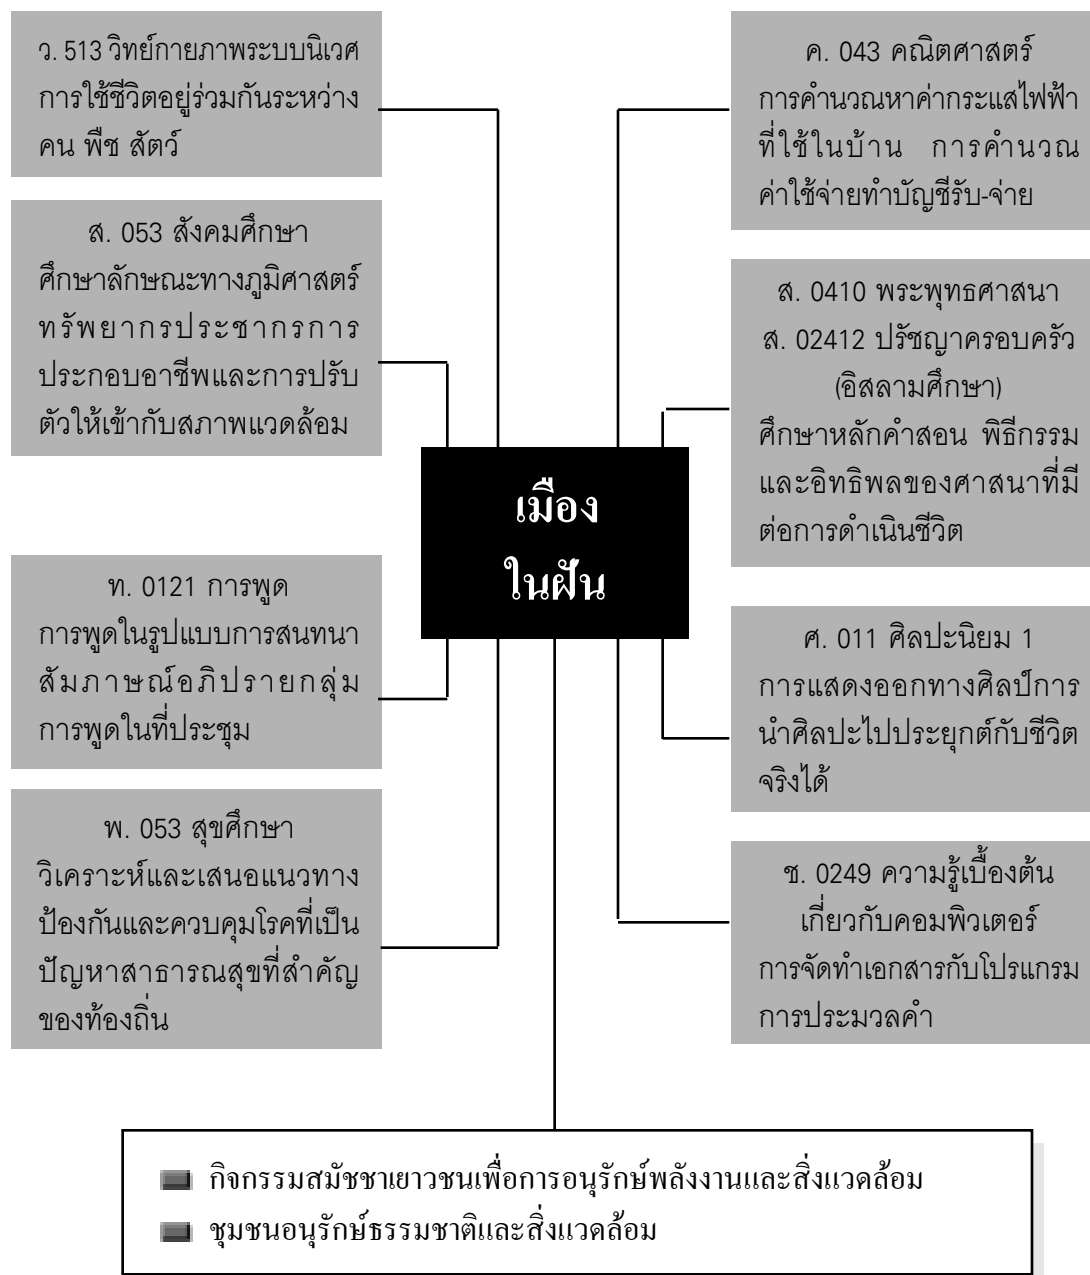 ว. 513 วิทย์กายภาพระบบนิเวศ
การใช้ชีวิตอยู่ร่วมกันระหว่าง
คน พืช สัตว์
ส. 053 สังคมศึกษา
ศึกษาลักษณะทางภูมิศาสตร์
ทรัพยากรประชากรการ
ประกอบอาชีพและการปรับ
ตัวให้เข้ากับสภาพแวดล้อม
ท. 0121 การพูด
การพูดในรูปแบบการสนทนา
สัมภาษณ์อภิปรายกลุ่ม
การพูดในที่ประชุม
พ. 053 สุขศึกษา
วิเคราะห์และเสนอแนวทาง
ป้องกันและควบคุมโรคที่เป็น
ปัญหาสาธารณสุขที่สำคัญ
ของท้องถิ่น
เมือง
ในฝัน
ค. 043 คณิตศาสตร์
การคำนวณหาค่ากระแสไฟฟ้า
ที่ใช้ในบ้าน การคำนวณ
ค่าใช้จ่ายทำบัญชีรับ-จ่าย
ส. 0410 พระพุทธศาสนา
ส. 02412 ปรัชญาครอบครัว
(อิสลามศึกษา)
ศึกษาหลักคำสอน พิธีกรรม
และอิทธิพลของศาสนาที่มี
ต่อการดำเนินชีวิต
ศ. 011 ศิลปะนิยม 1
การแสดงออกทางศิลป์การ
นำศิลปะไปประยุกต์กับชีวิต
จริงได้
ช. 0249 ความรู้เบื้องต้น
เกี่ยวกับคอมพิวเตอร์
การจัดทำเอกสารกับโปรแกรม
การประมวลคำ
กิจกรรมสมัชชาเยาวชนเพื่อการอนุรักษ์พลังงานและสิ่งแวดล้อม
ชุมชนอนุรักษ์ธรรมชาติและสิ่งแวดล้อม